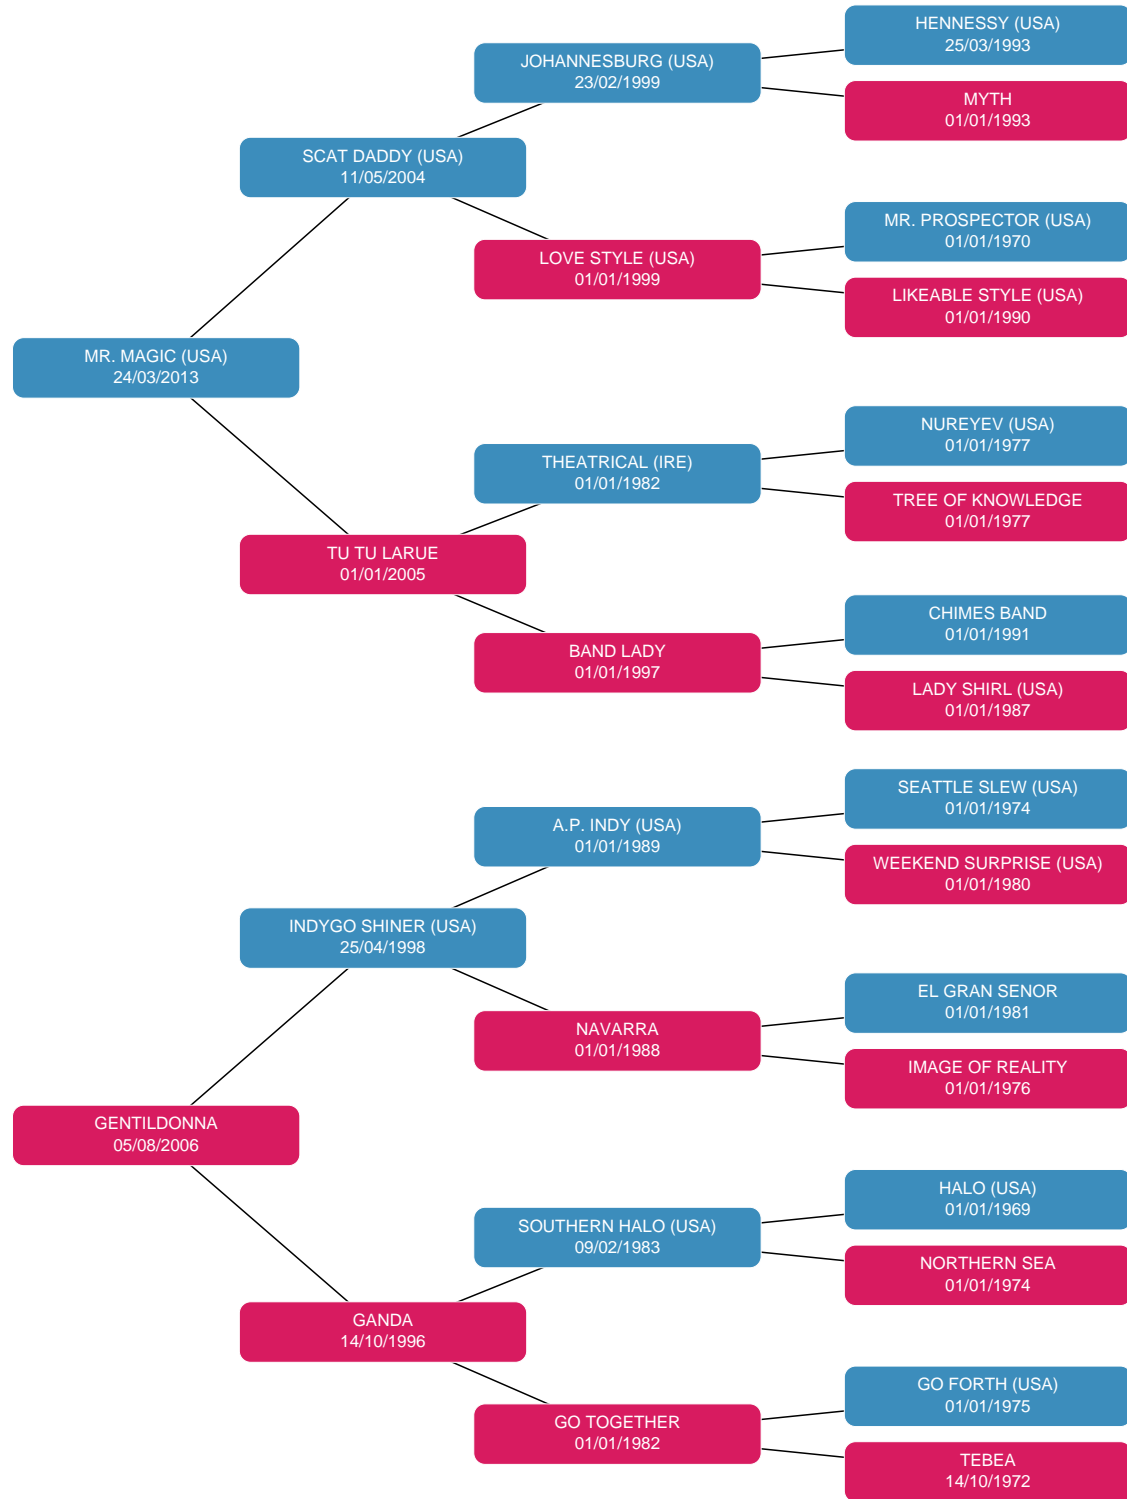 HENNESSY (USA)
25/03/1993
JOHANNESBURG (USA)
23/02/1999
MYTH
01/01/1993
SCAT DADDY (USA)
11/05/2004
MR. PROSPECTOR (USA)
01/01/1970
LOVE STYLE (USA)
01/01/1999
LIKEABLE STYLE (USA)
01/01/1990
MR. MAGIC (USA)
24/03/2013
NUREYEV (USA)
01/01/1977
THEATRICAL (IRE)
01/01/1982
TREE OF KNOWLEDGE
01/01/1977
TU TU LARUE
01/01/2005
CHIMES BAND
01/01/1991
BAND LADY
01/01/1997
LADY SHIRL (USA)
01/01/1987
SEATTLE SLEW (USA)
01/01/1974
A.P. INDY (USA)
01/01/1989
WEEKEND SURPRISE (USA)
01/01/1980
INDYGO SHINER (USA)
25/04/1998
EL GRAN SENOR
01/01/1981
NAVARRA
01/01/1988
IMAGE OF REALITY
01/01/1976
GENTILDONNA
05/08/2006
HALO (USA)
01/01/1969
SOUTHERN HALO (USA)
09/02/1983
NORTHERN SEA
01/01/1974
GANDA
14/10/1996
GO FORTH (USA)
01/01/1975
GO TOGETHER
01/01/1982
TEBEA
14/10/1972